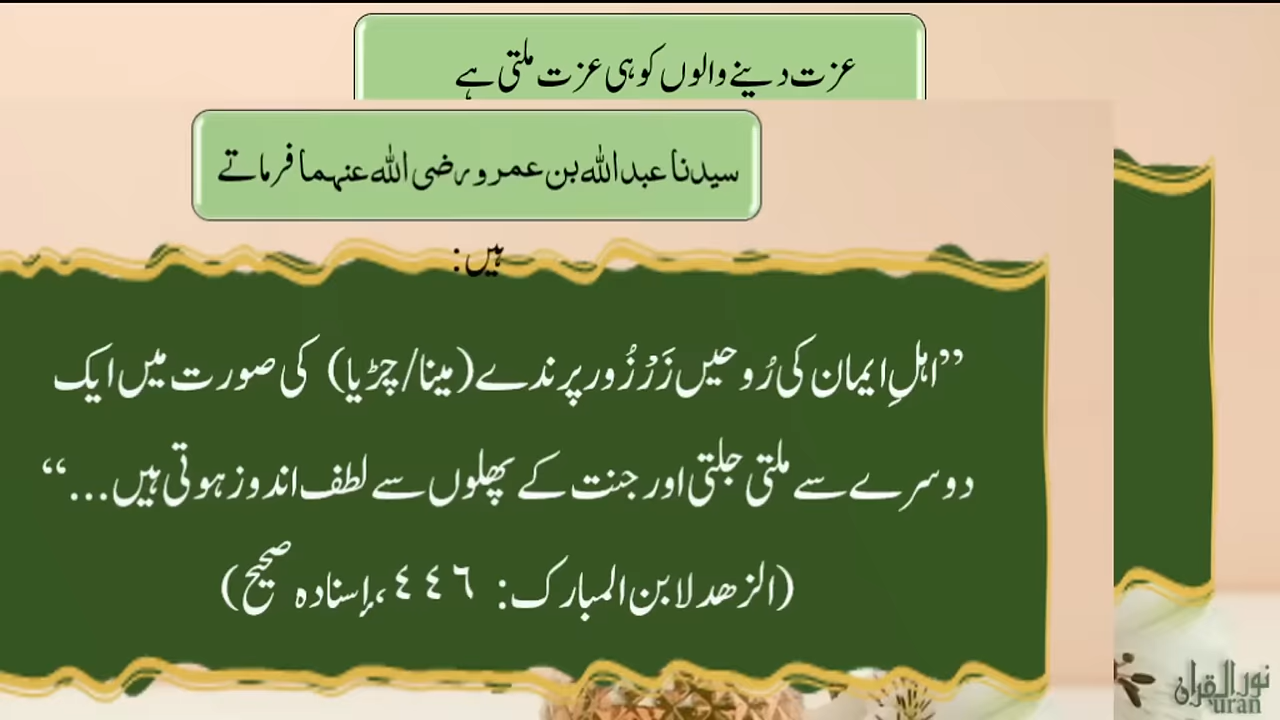 عزت دینے والوں کو ہی عزت ملتی ہے
سیدنا عبداللہ بن عمرو رضی اللہ عنہما فرماتے
ہیں:
”اہلِ ایمان کی رُوحیں زَرْزُور پرندے (مینا/چڑیا) کی صورت میں ایک
دوسرے سے ملتی جلتی اور جنت کے پھلوں سے لطف اندوز ہوتی ہیں...“
(الزھد لابن المبارک: ٤٤٦، إسنادہ صحیح)
نور القرآن
uran